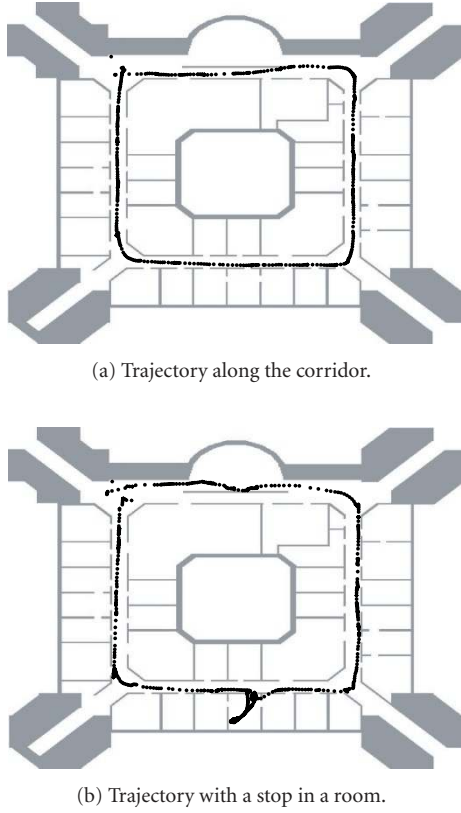 (a) Trajectory along the corridor.
(b) Trajectory with a stop in a room.